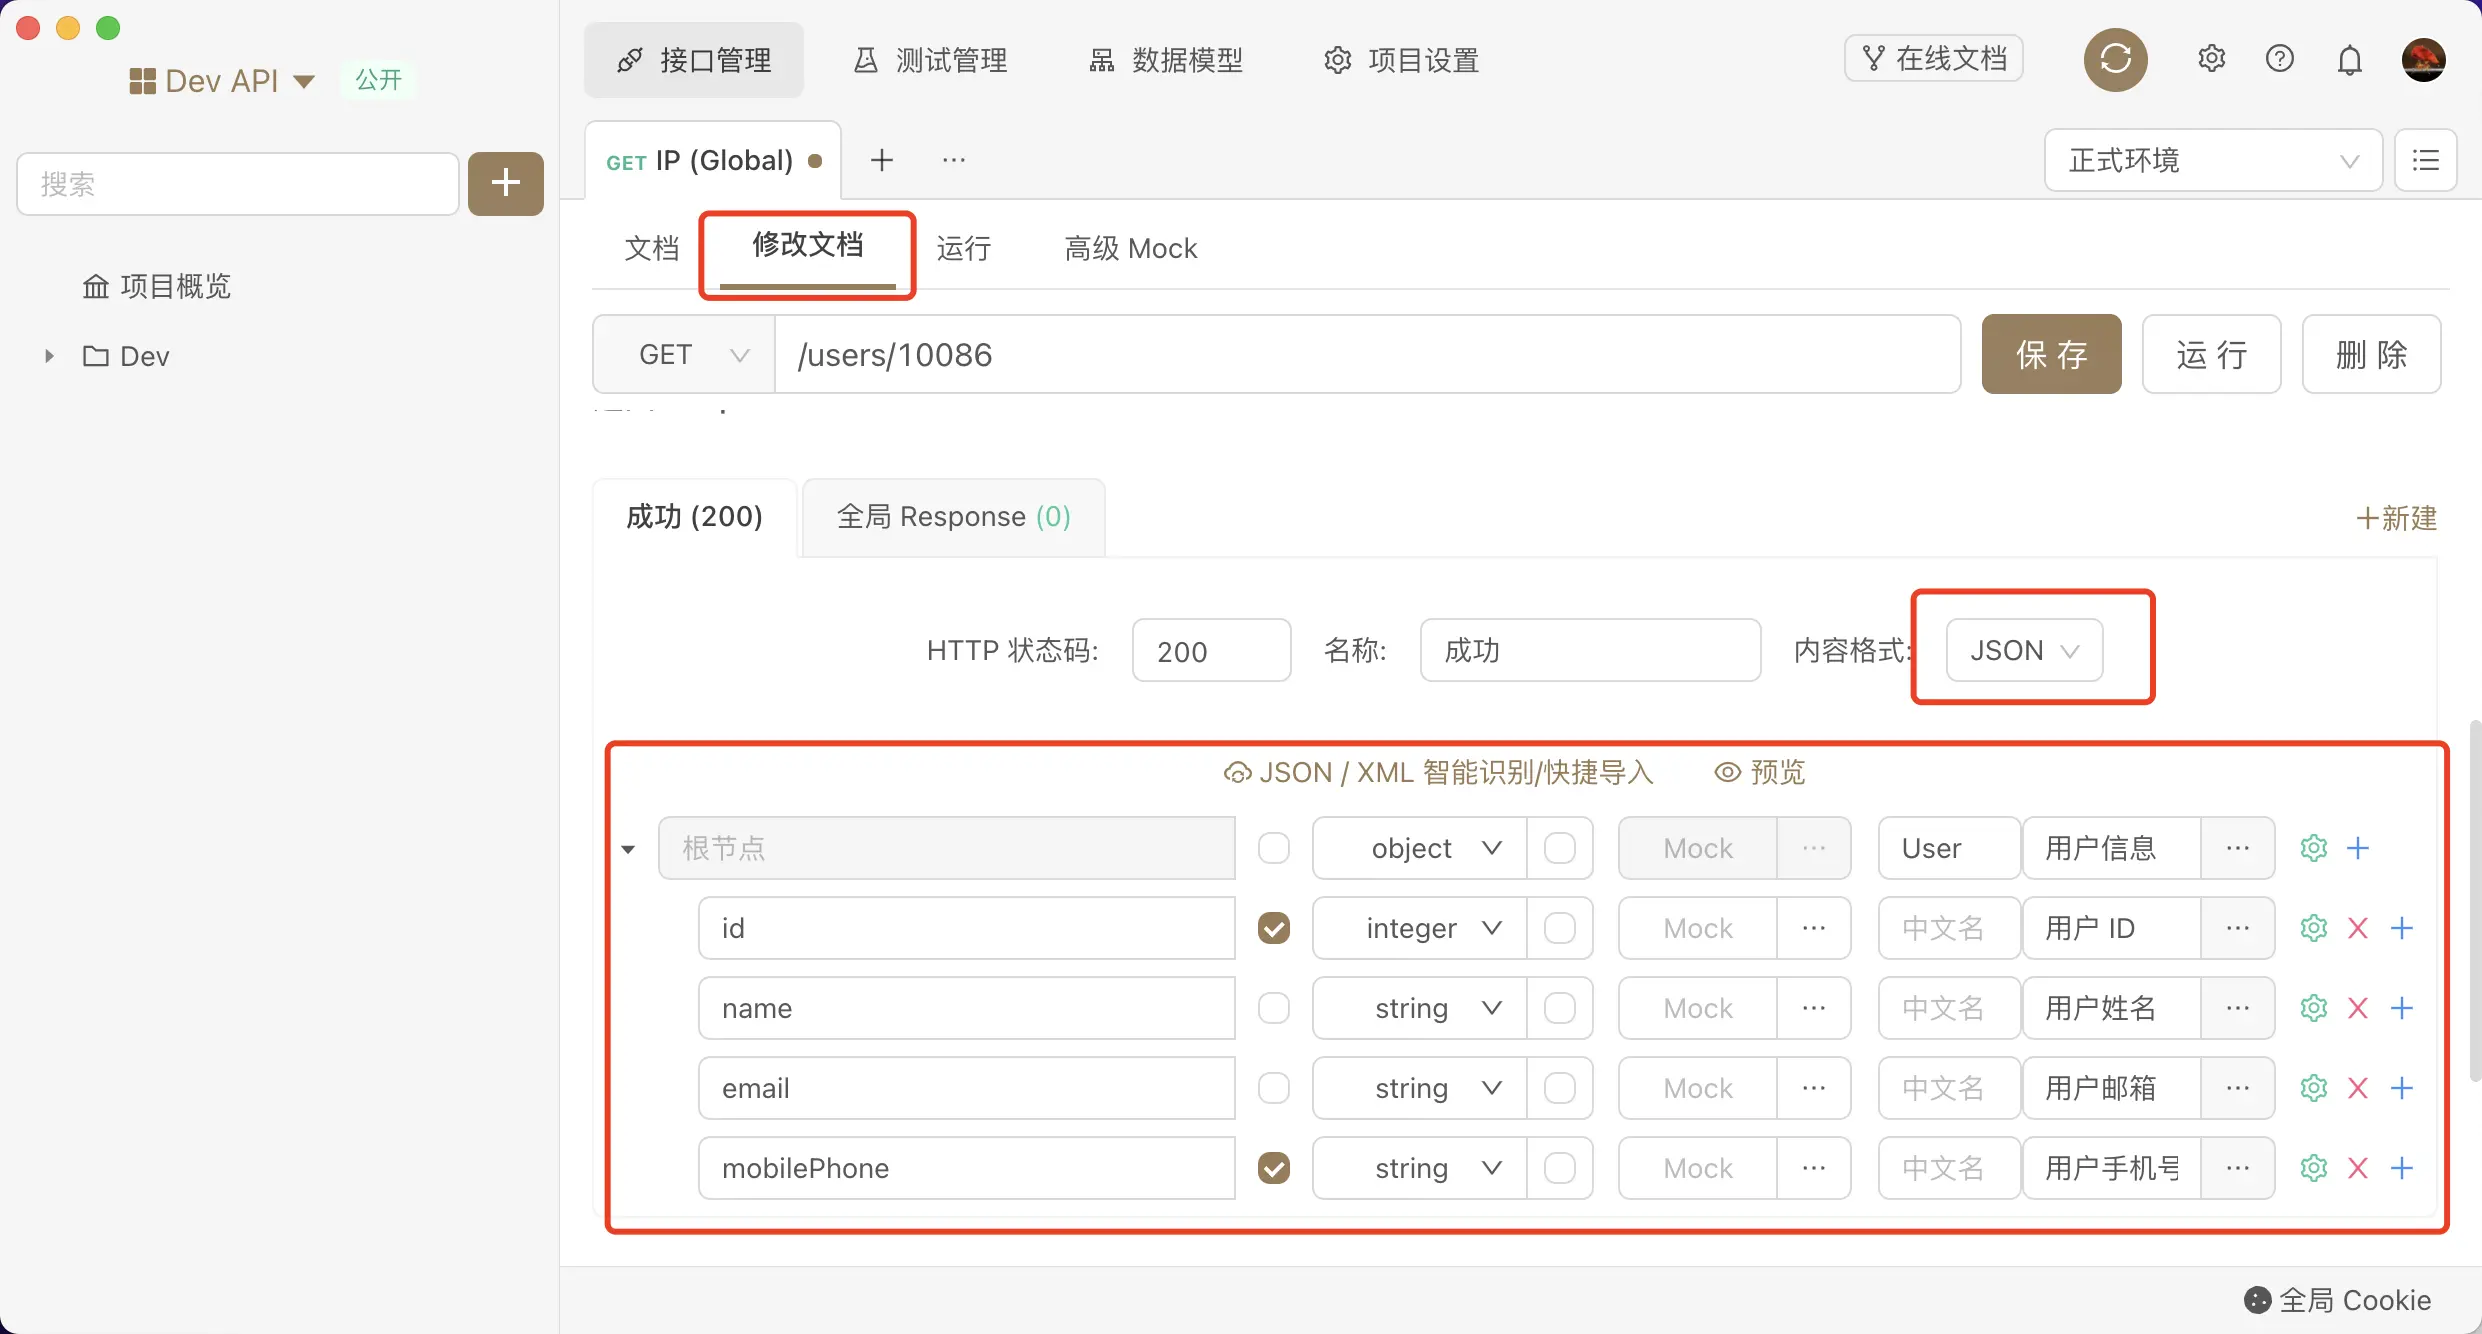 Dev API 公开
搜索
项目概览
Dev
接口管理 测试管理 数据模型 项目设置 在线文档
GET IP (Global) 正式环境
文档 修改文档 运行 高级 Mock
GET /users/10086 保存 运行 删除
成功 (200) 全局 Response (0) 新建
HTTP 状态码: 200 名称: 成功 内容格式: JSON
JSON / XML 智能识别/快捷导入 预览
根节点 object Mock ... User 用户信息 ...
id integer Mock ... 中文名 用户 ID ...
name string Mock ... 中文名 用户姓名 ...
email string Mock ... 中文名 用户邮箱 ...
mobilePhone string Mock ... 中文名 用户手机号 ...
全局 Cookie